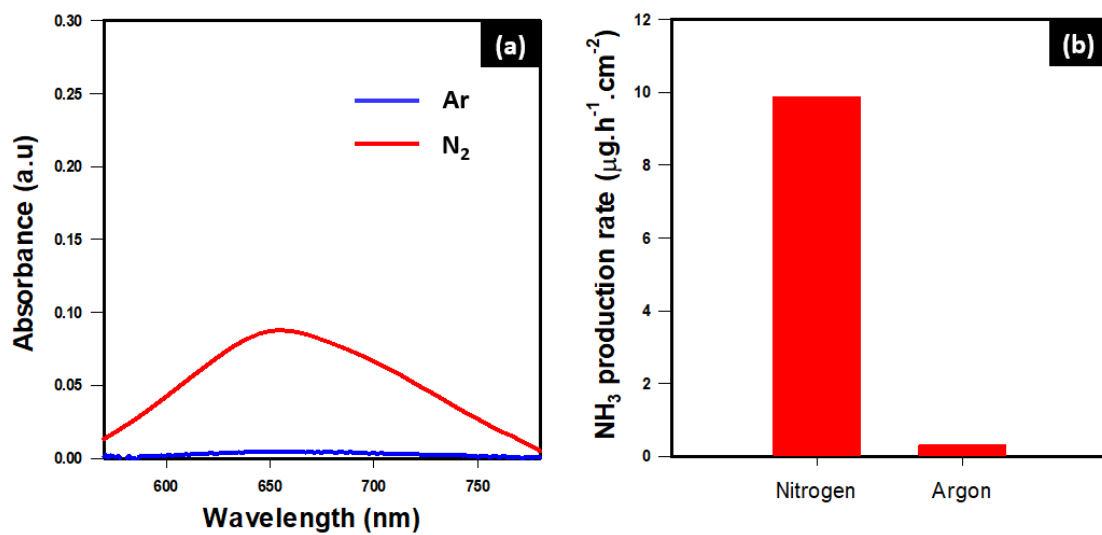 (a)
Absorbance (a.u)
0.30
0.25
0.20
0.15
0.10
0.05
0.00
Ar
N₂
600 650 700 750
Wavelength (nm)
(b)
NH₃ production rate (μg.h⁻¹.cm⁻²)
12
10
8
6
4
2
0
Nitrogen Argon